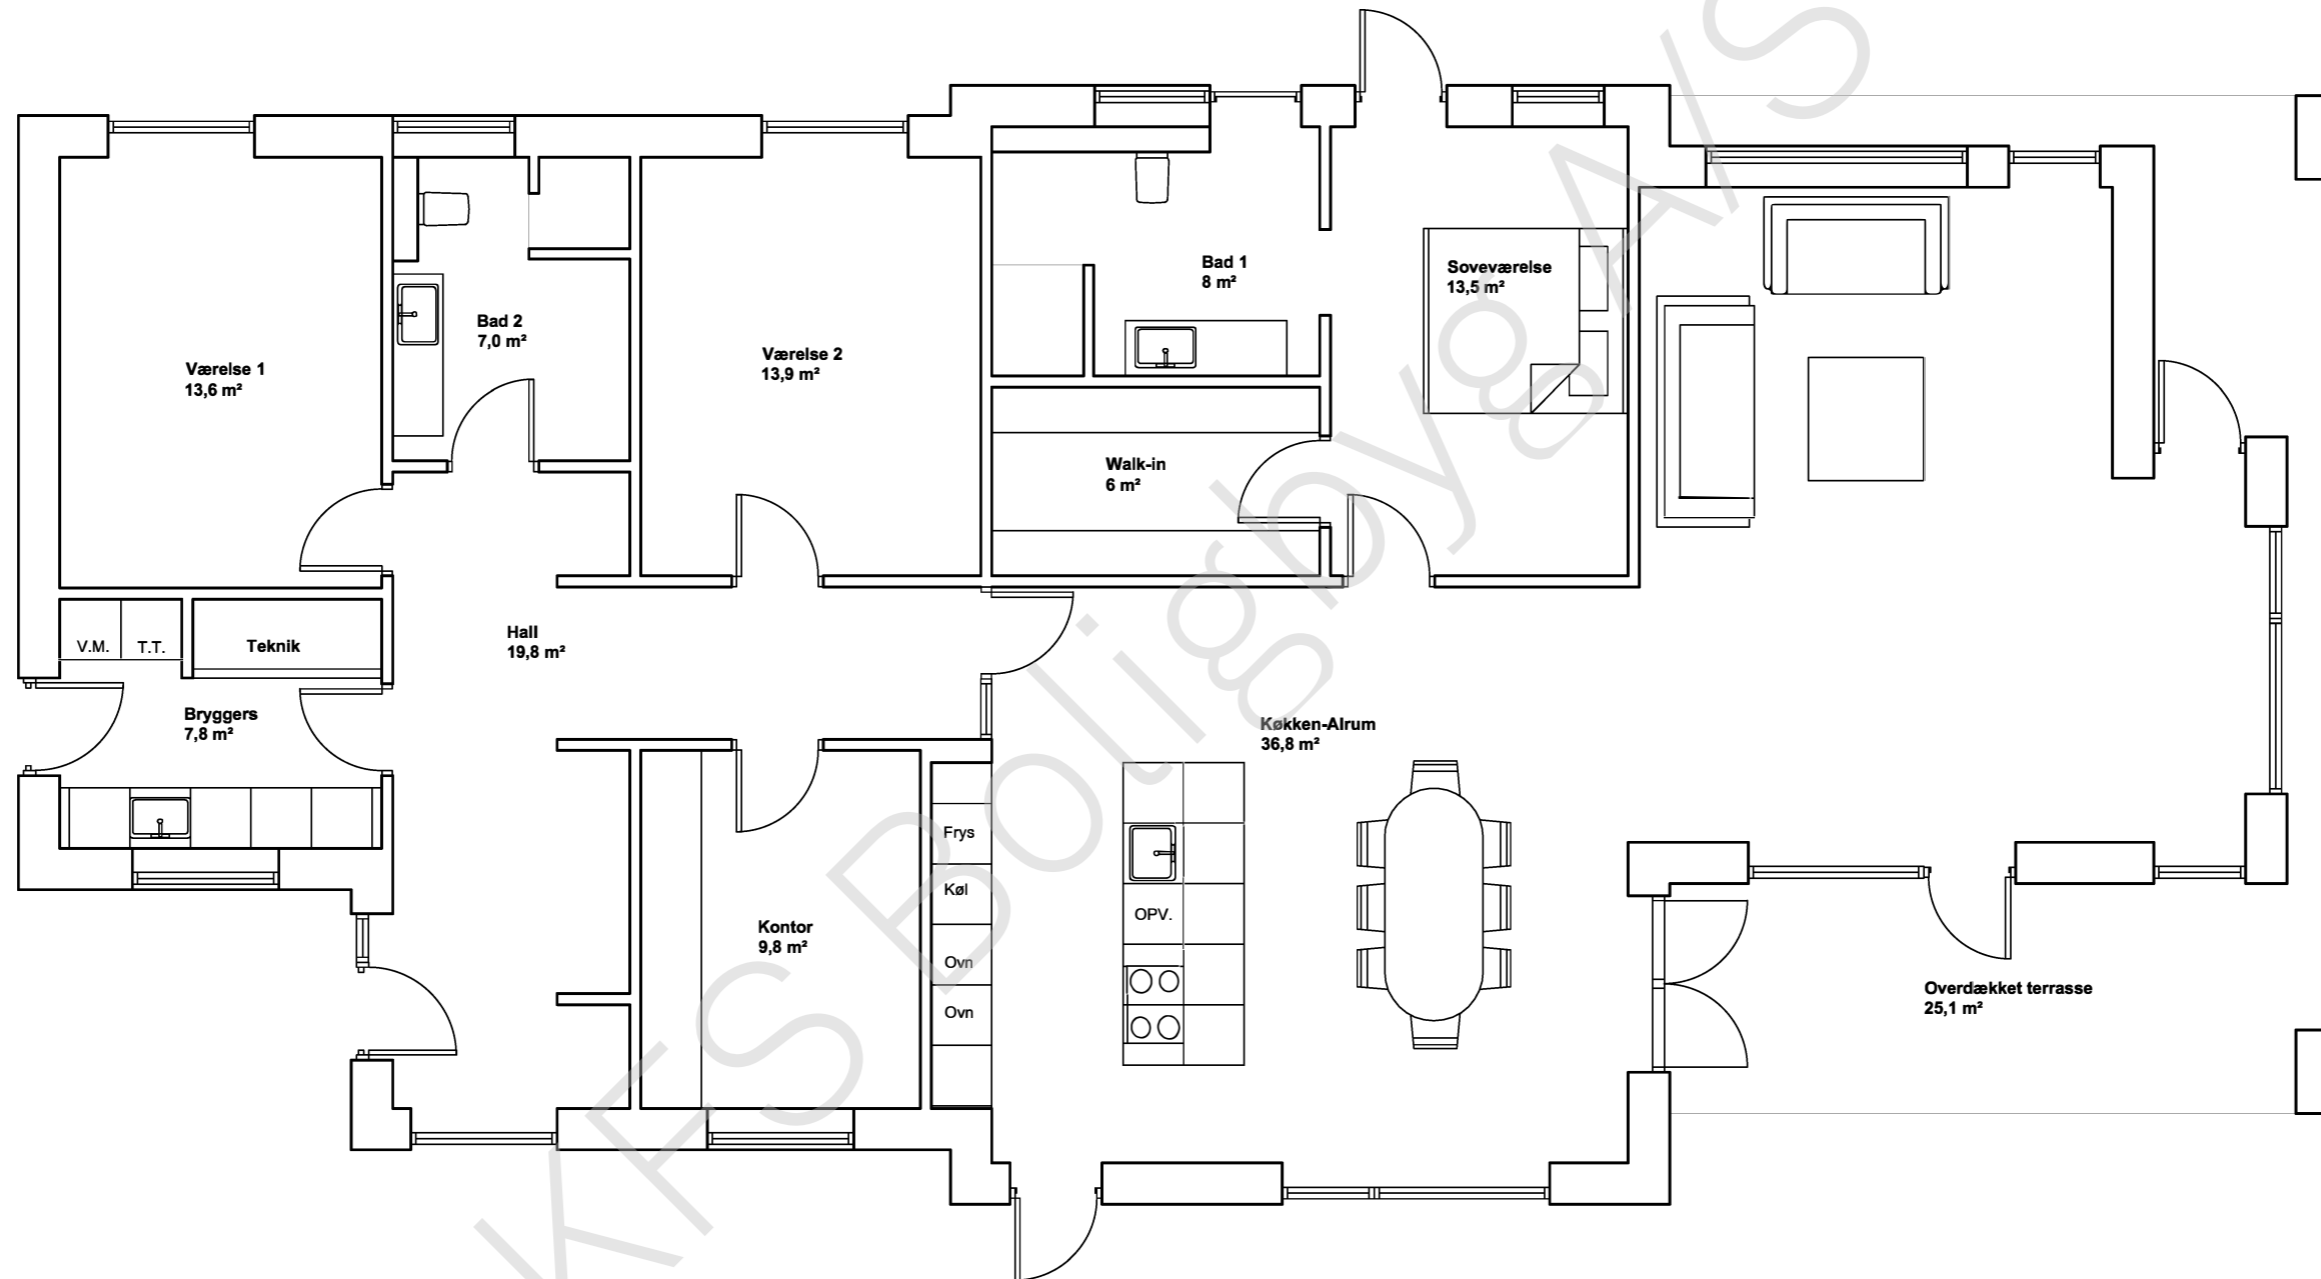 Bad 1
8 m²
Soveværelse
13,5 m²
Bad 2
7,0 m²
Værelse 1
13,6 m²
Værelse 2
13,9 m²
Walk-in
6 m²
Hall
19,8 m²
V.M.
T.T.
Teknik
Bryggers
7,8 m²
Køkken-Alrum
36,8 m²
Frys
Køl
Ovn
Ovn
OPV.
Kontor
9,8 m²
Overdækket terrasse
25,1 m²
KFS Boligbyg A/S